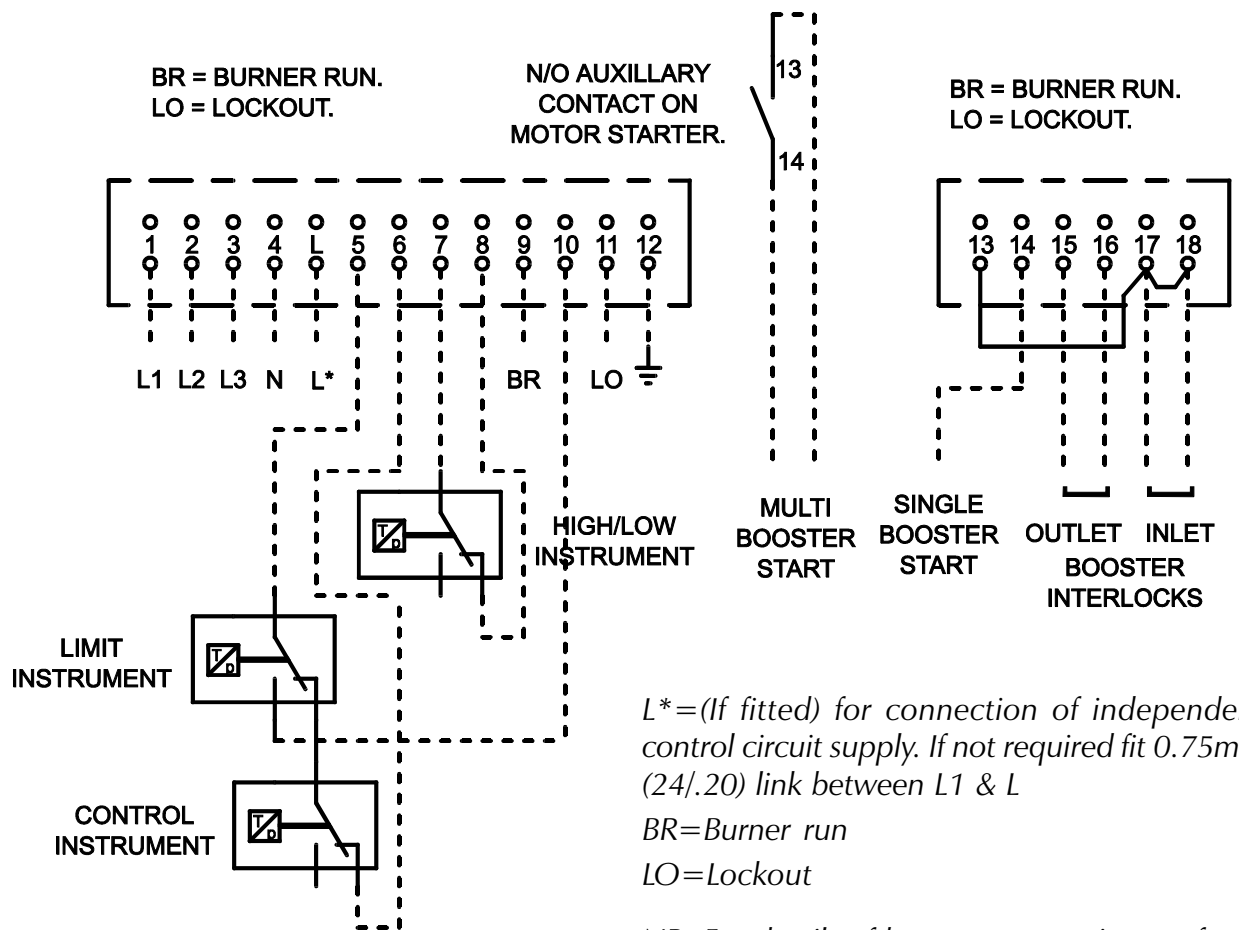 BR = BURNER RUN.
LO = LOCKOUT.
N/O AUXILLARY
CONTACT ON
MOTOR STARTER.
13
14
BR = BURNER RUN.
LO = LOCKOUT.
1 2 3 4 L 5 6 7 8 9 10 11 12
13 14 15 16 17 18
L1 L2 L3 N L* BR LO
HIGH/LOW
INSTRUMENT
T/p
MULTI
BOOSTER
START
SINGLE
BOOSTER
START
OUTLET INLET
BOOSTER
INTERLOCKS
LIMIT
INSTRUMENT
T/p
CONTROL
INSTRUMENT
T/p
L*=(If fitted) for connection of
control circuit supply. If not required fit
(24/.20) link between L1 & L
BR=Burner run
LO=Lockout